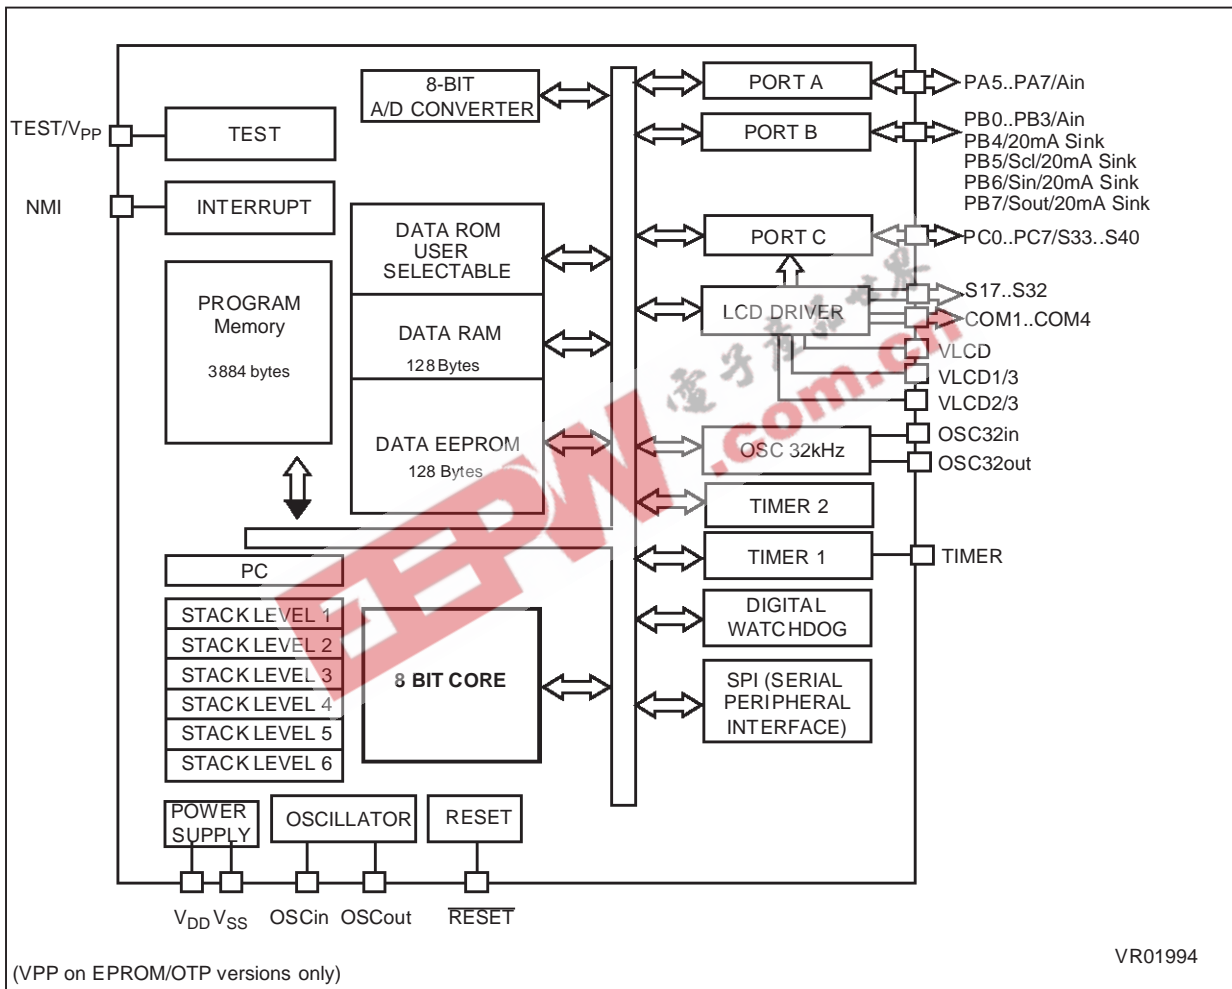 8-BIT
A/D CONVERTER
PORT A
PA5..PA7/Ain
TEST/VPP
TEST
PORT B
PB0..PB3/Ain
PB4/20mA Sink
PB5/Scl/20mA Sink
PB6/Sin/20mA Sink
PB7/Sout/20mA Sink
NMI
INTERRUPT
DATA ROM
USER
SELECTABLE
PORT C
PC0..PC7/S33..S40
PROGRAM
Memory
3884 bytes
DATA RAM
128 Bytes
LCD DRIVER
S17..S32
COM1..COM4
VLCD
VLCD1/3
VLCD2/3
DATA EEPROM
128 Bytes
OSC 32kHz
OSC32in
OSC32out
TIMER 2
TIMER 1
TIMER
PC
STACK LEVEL 1
STACK LEVEL 2
STACK LEVEL 3
STACK LEVEL 4
STACK LEVEL 5
STACK LEVEL 6
8 BIT CORE
DIGITAL
WATCHDOG
SPI (SERIAL
PERIPHERAL
INTERFACE)
POWER
SUPPLY
OSCILLATOR
RESET
VDD VSS OSCin OSCout RESET
VR01994
(VPP on EPROM/OTP versions only)
電子產品世界
EEPW.com.cn